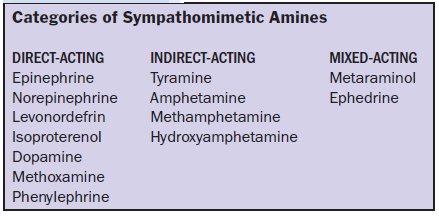 Categories of Sympathomimetic Amines
DIRECT-ACTING INDIRECT-ACTING MIXED-ACTING
Epinephrine Tyramine Metaraminol
Norepinephrine Amphetamine Ephedrine
Levonordefrin Methamphetamine
Isoproterenol Hydroxyamphetamine
Dopamine
Methoxamine
Phenylephrine